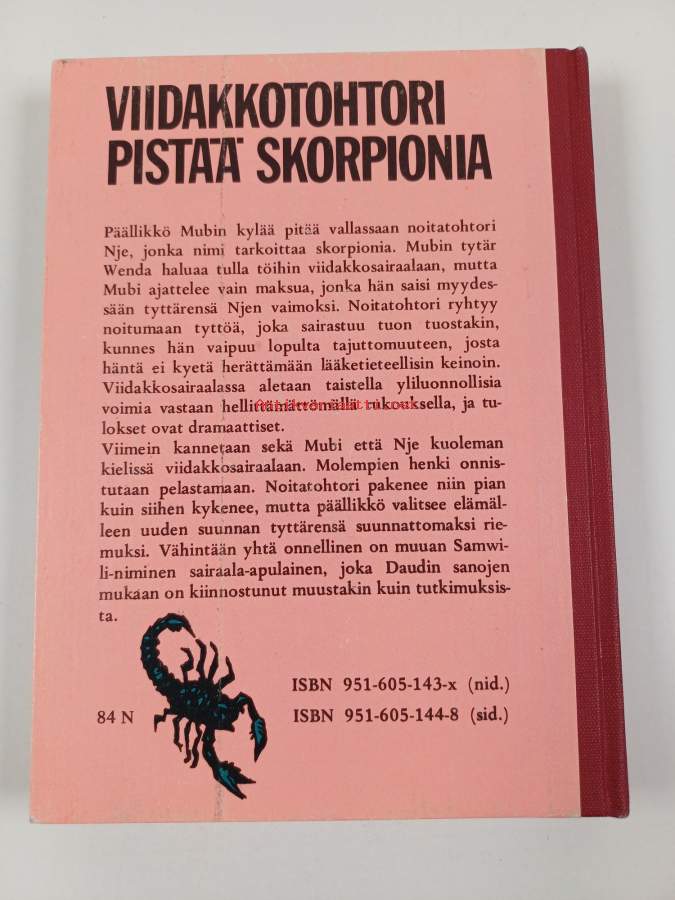 VIIDAKKOTOHTORI
PISTÄÄ SKORPIONIA
Päällikkö Mubin kylää pitää vallassaan noitatohtori
Nje, jonka nimi tarkoittaa skorpionia. Mubin tytär
Wenda haluaa tulla töihin viidakkosairaalaan, mutta
Mubi ajattelee vain maksua, jonka hän saisi myydes-
sään tyttärensä Njen vaimoksi. Noitatohtori ryhtyy
noitumaan tyttöä, joka sairastuu tuon tuostakin,
kunnes hän vaipuu lopulta tajuttomuuteen, josta
häntä ei kyetä herättämään lääketieteellisin keinoin.
Viidakkosairaalassa aletaan taistella yliluonnollisia
voimia vastaan hellittämättömällä rukouksella, ja tu-
lokset ovat dramaattiset.
Viimein kannetaan sekä Mubi että Nje kuoleman
kielissä viidakkosairaalaan. Molempien henki onnis-
tutaan pelastamaan. Noitatohtori pakenee niin pian
kuin siihen kykenee, mutta päällikkö valitsee elämäl-
leen uuden suunnan tyttärensä suunnattomaksi rie-
muksi. Vähintään yhtä onnellinen on muuan Samwi-
li-niminen sairaala-apulainen, joka Daudin sanojen
mukaan on kiinnostunut muustakin kuin tutkimuksis-
ta.
ISBN 951-605-143-x (nid.)
84 N ISBN 951-605-144-8 (sid.)